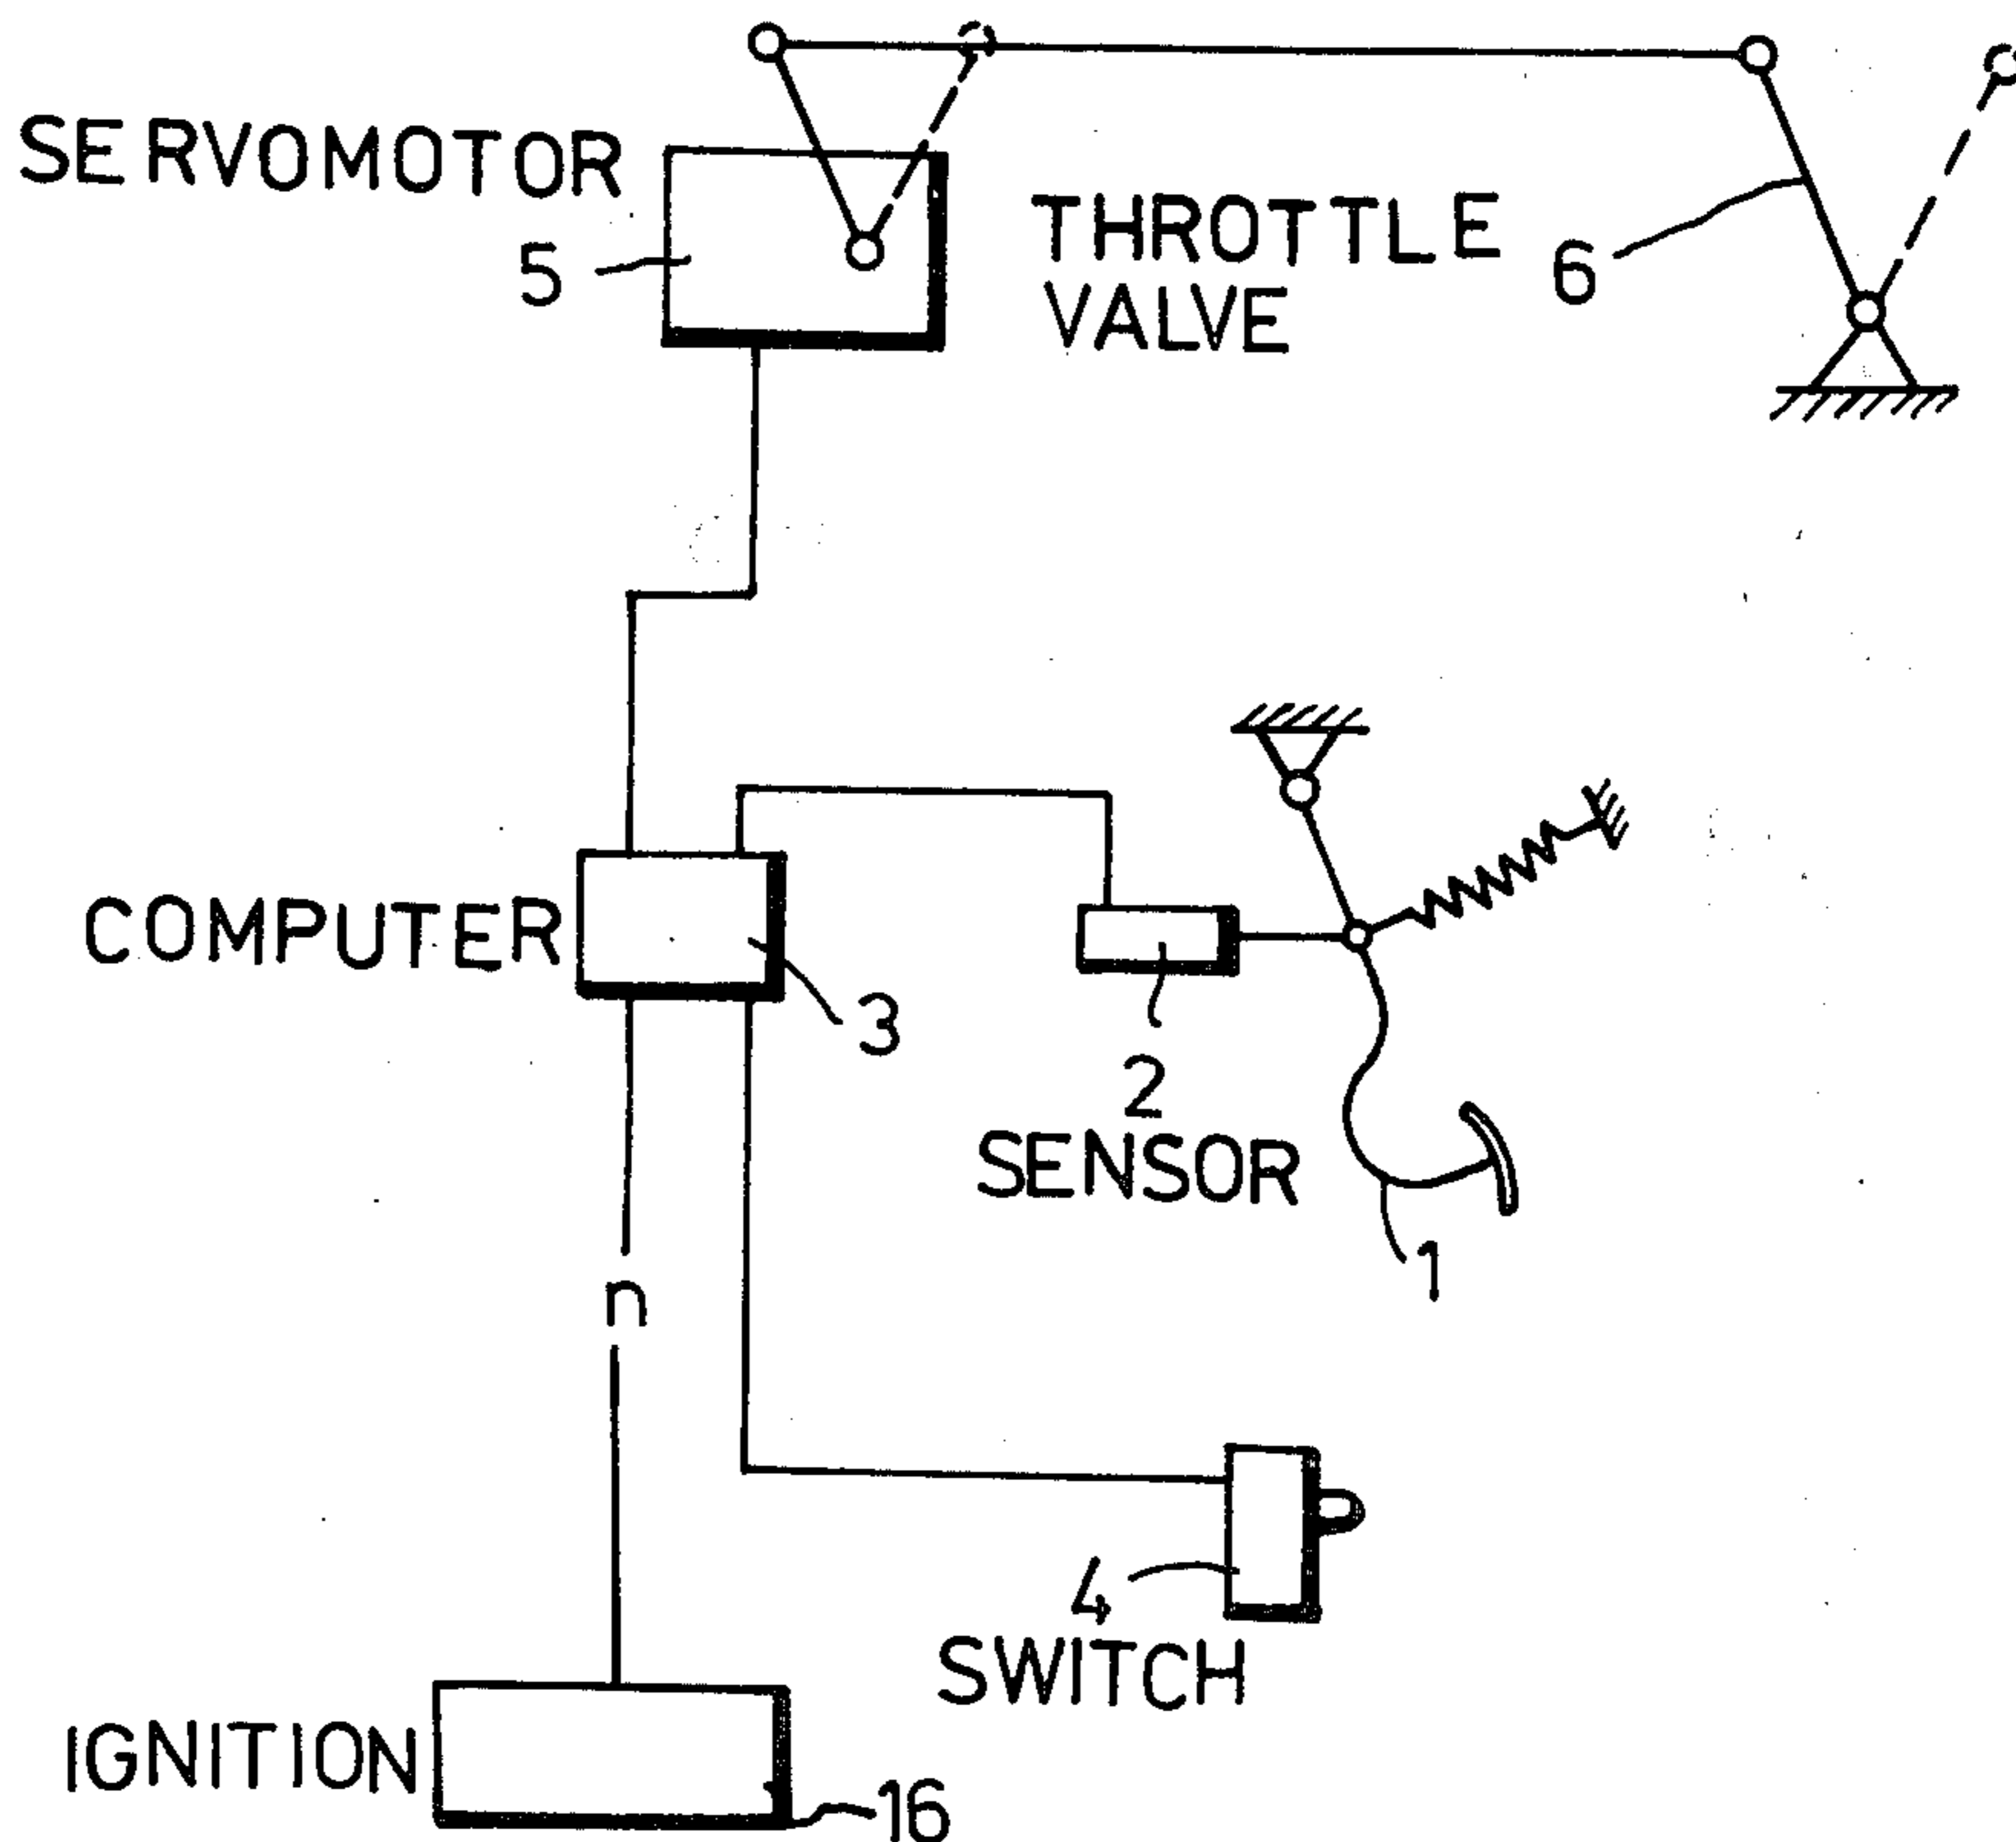 SERVOMOTOR
5
THROTTLE
VALVE
6
COMPUTER
3
2
SENSOR
1
n
4
SWITCH
IGNITION
16